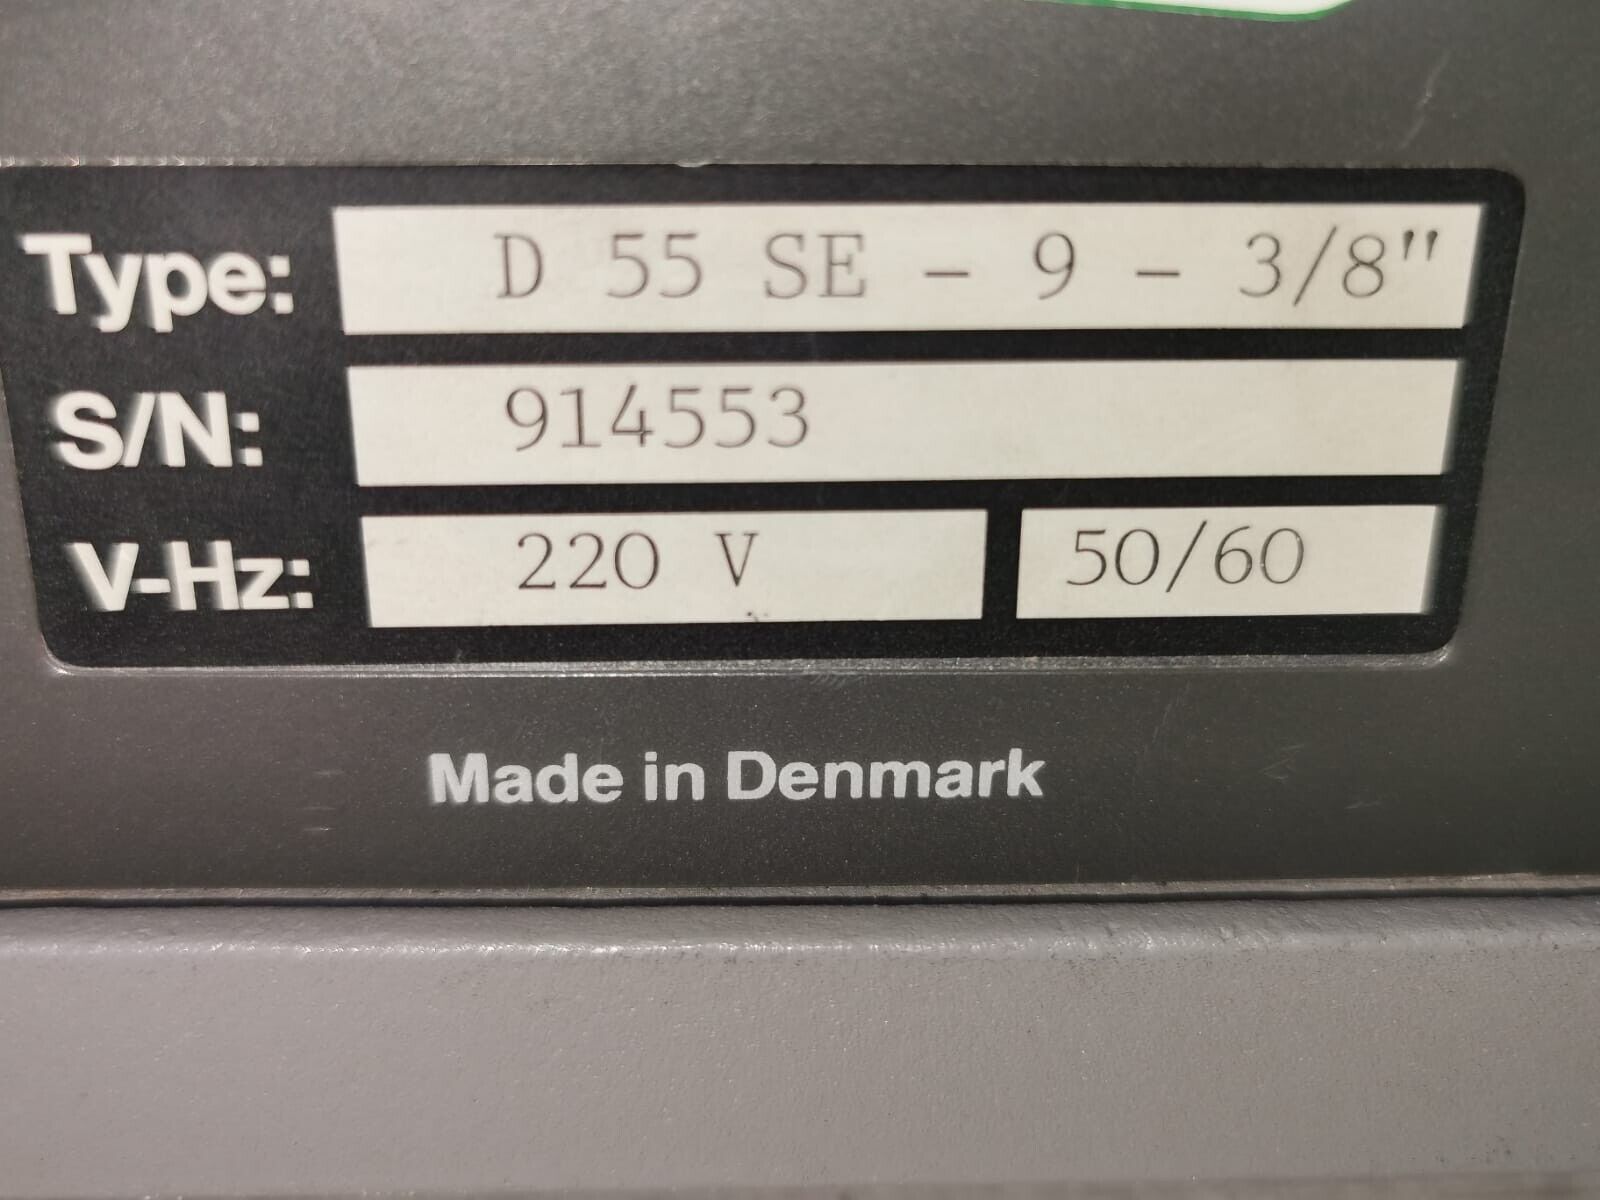 Type: D 55 SE - 9 - 3/8"
S/N: 914553
V-Hz: 220 V 50/60
Made in Denmark